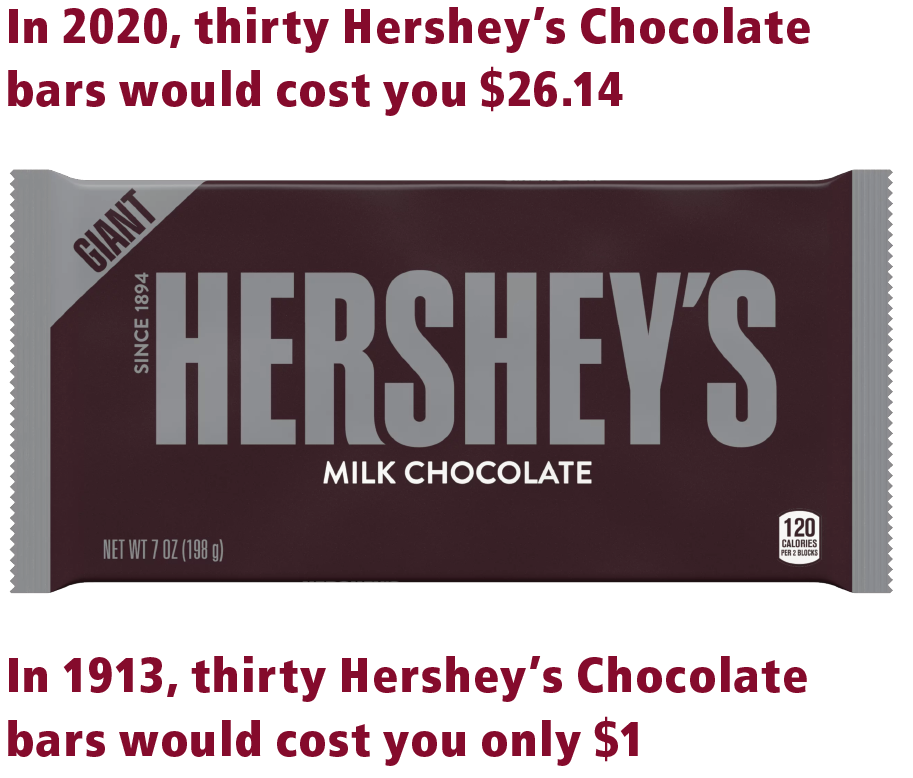 In 2020, thirty Hershey’s Chocolate
bars would cost you $26.14
GIANT
SINCE 1894
HERSHEY'S
MILK CHOCOLATE
NET WT 7 OZ (198 g)
120
CALORIES
PER 2 BLOCKS
In 1913, thirty Hershey’s Chocolate
bars would cost you only $1